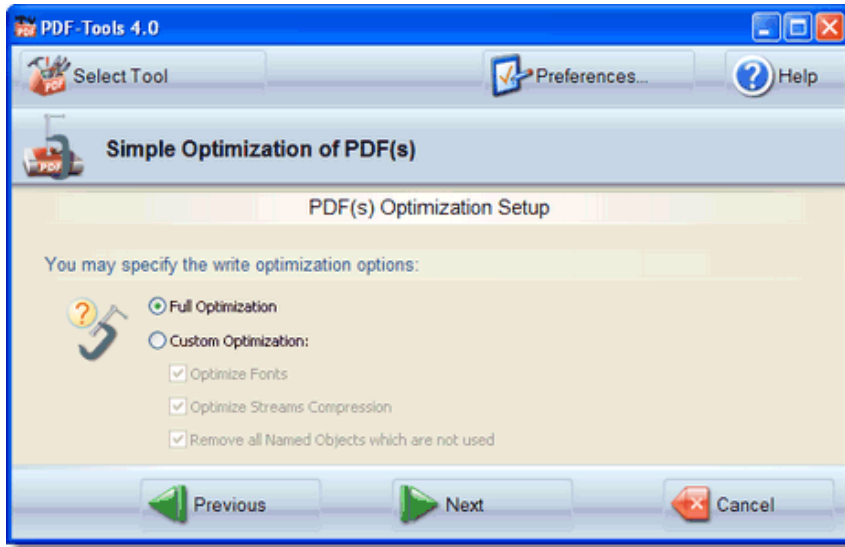 PDF-Tools 4.0
Select Tool Preferences... Help
Simple Optimization of PDF(s)
PDF(s) Optimization Setup
You may specify the write optimization options:
Full Optimization
Custom Optimization:
Optimize Fonts
Optimize Streams Compression
Remove all Named Objects which are not used
Previous Next Cancel